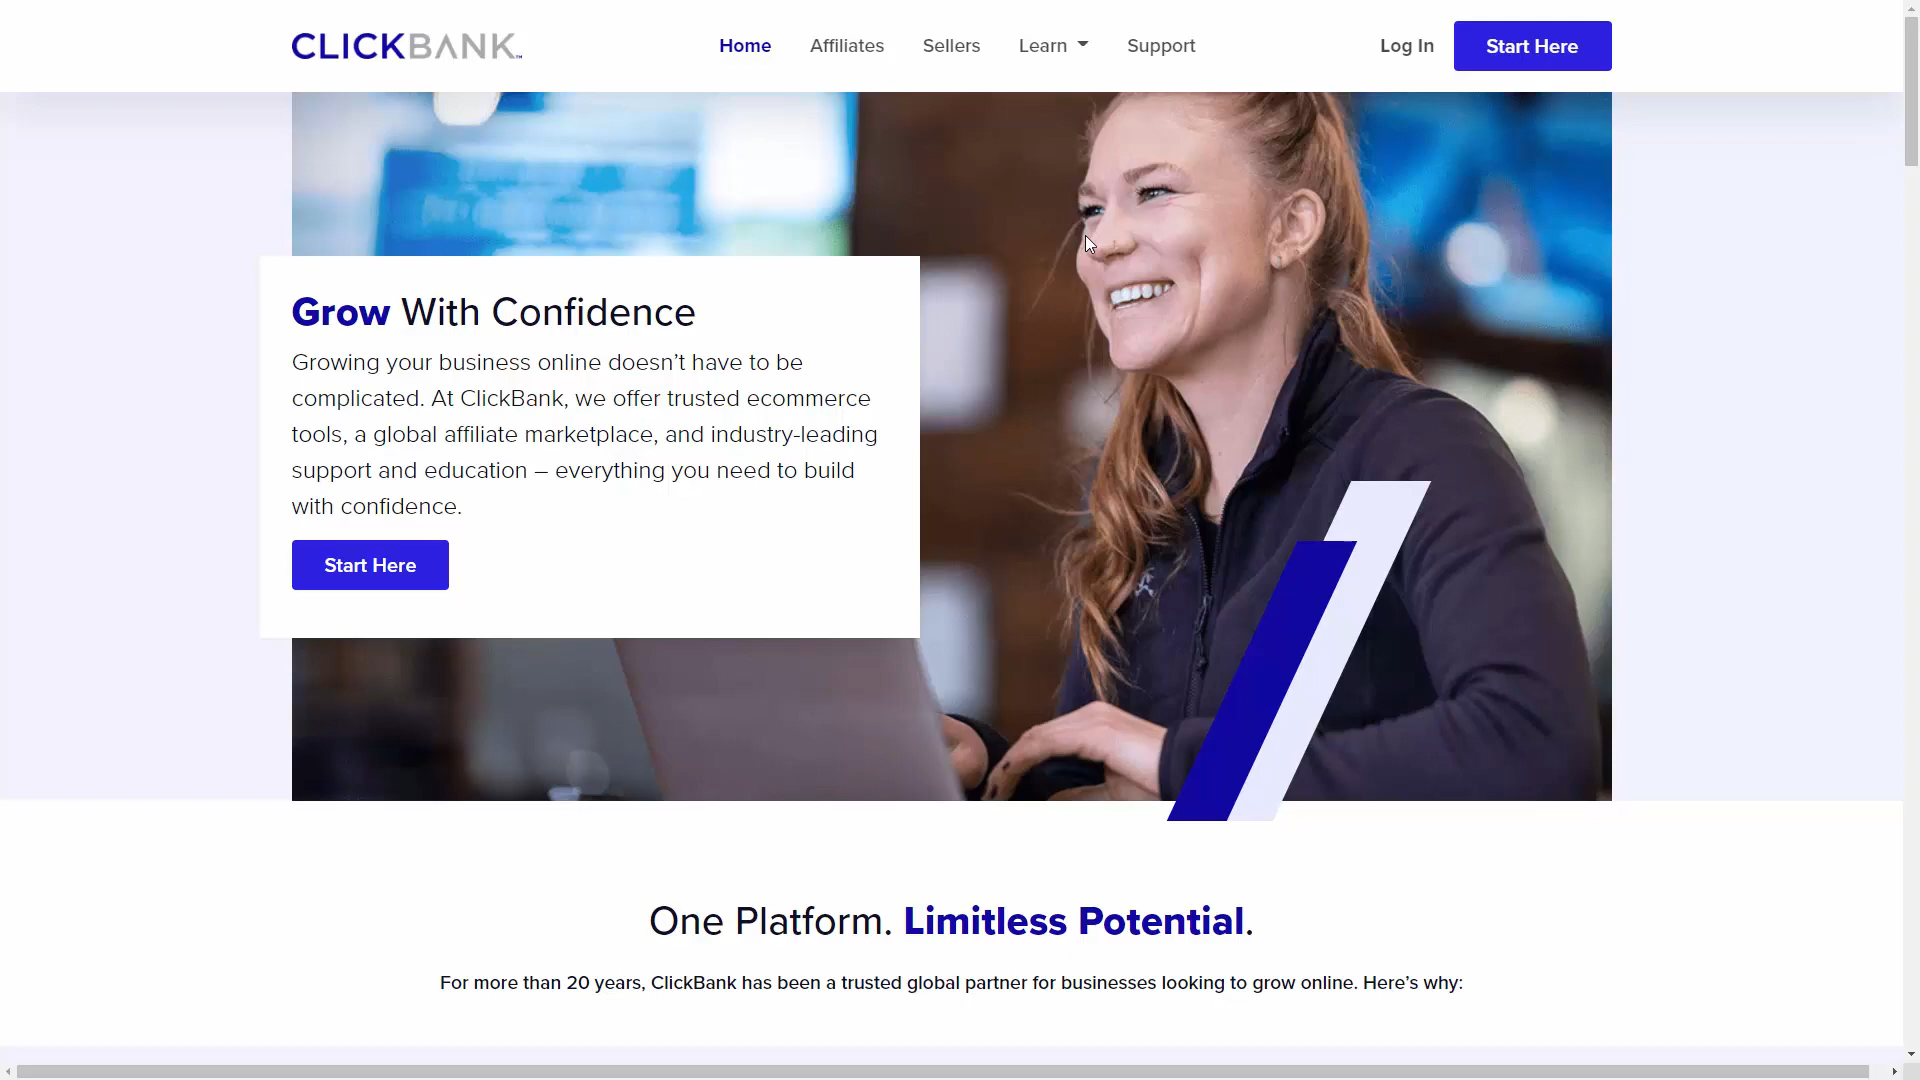 CLICKBANK™
Home
Affiliates
Sellers
Learn
Support
Log In
Start Here
Grow With Confidence
Growing your business online doesn’t have to be
complicated. At ClickBank, we offer trusted ecommerce
tools, a global affiliate marketplace, and industry-leading
support and education – everything you need to build
with confidence.
Start Here
One Platform. Limitless Potential.
For more than 20 years, ClickBank has been a trusted global partner for businesses looking to grow online. Here’s why: